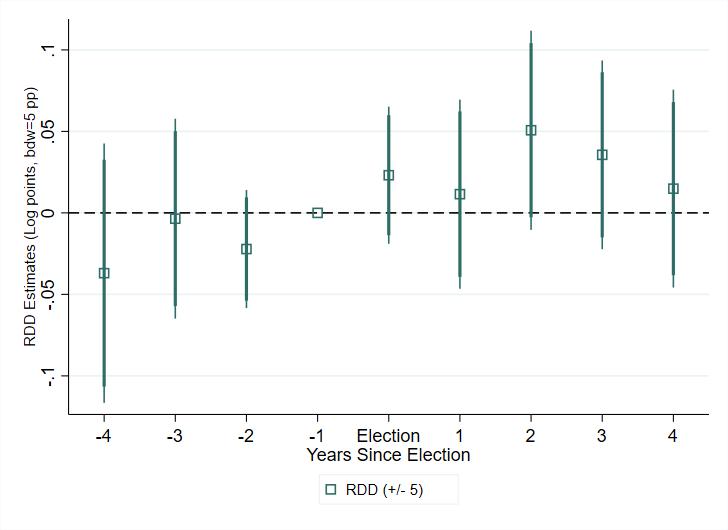 RDD Estimates (Log points, bdw=5 pp)
.1
.05
0
-.05
-.1
-4 -3 -2 -1 Election 1 2 3 4
Years Since Election
RDD (+/- 5)